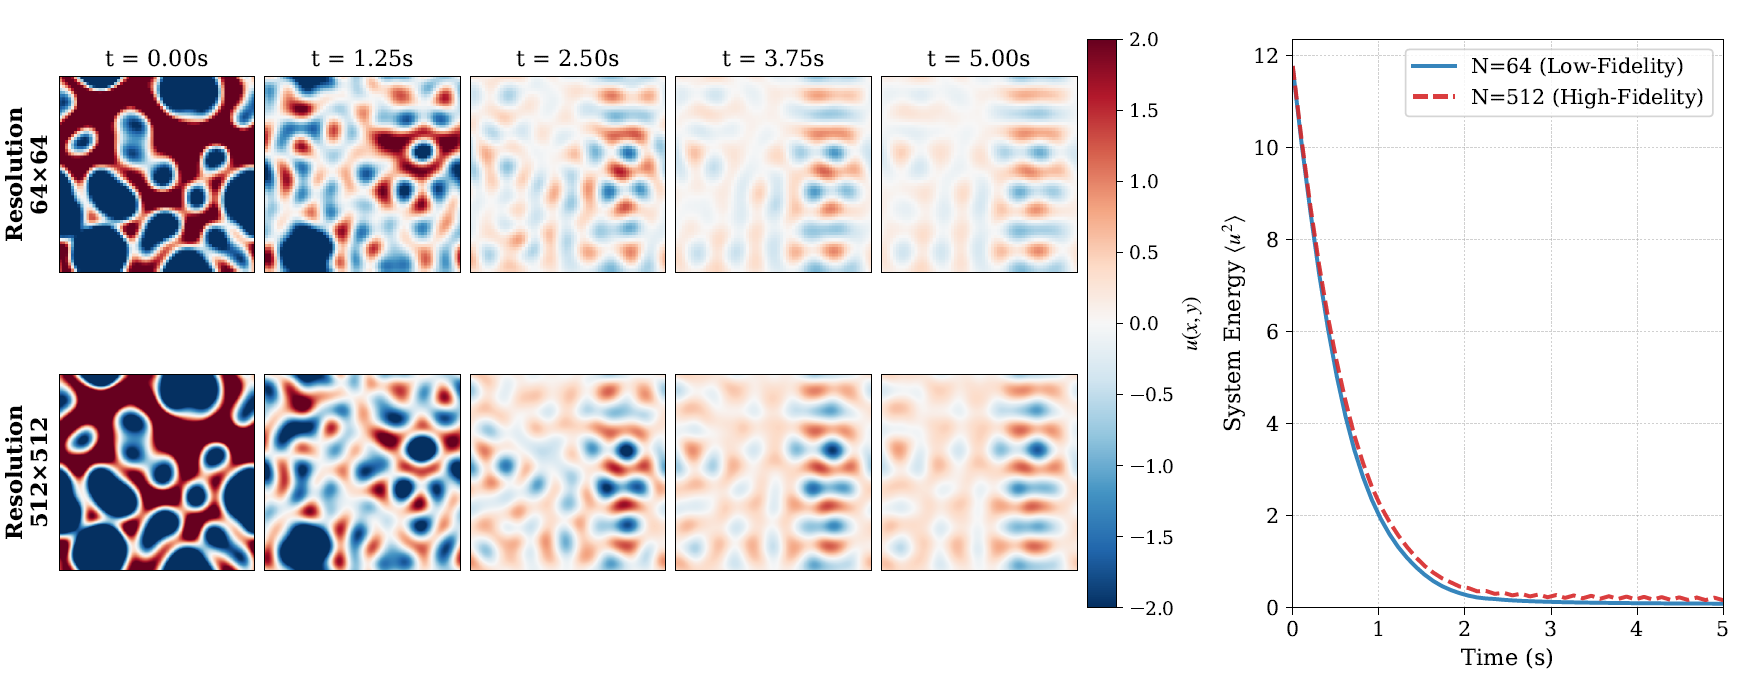 t = 0.00s
t = 1.25s
t = 2.50s
t = 3.75s
t = 5.00s
Resolution
64×64
Resolution
512×512
2.0
1.5
1.0
0.5
0.0
−0.5
−1.0
−1.5
−2.0
u(x, y)
N=64 (Low-Fidelity)
N=512 (High-Fidelity)
System Energy ⟨u²⟩
12
10
8
6
4
2
0
0
1
2
3
4
5
Time (s)